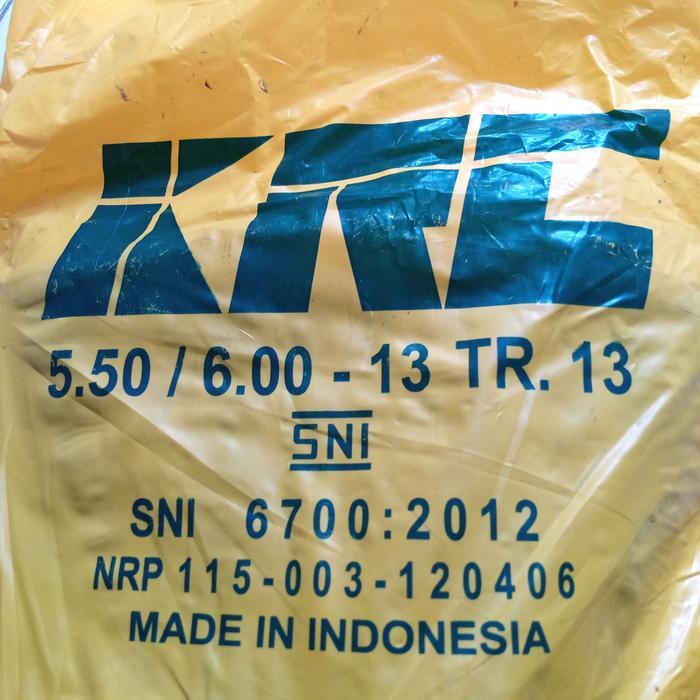 KRC
5.50 / 6.00 - 13 TR. 13
SNI
SNI 6700:2012
NRP 115-003-120406
MADE IN INDONESIA